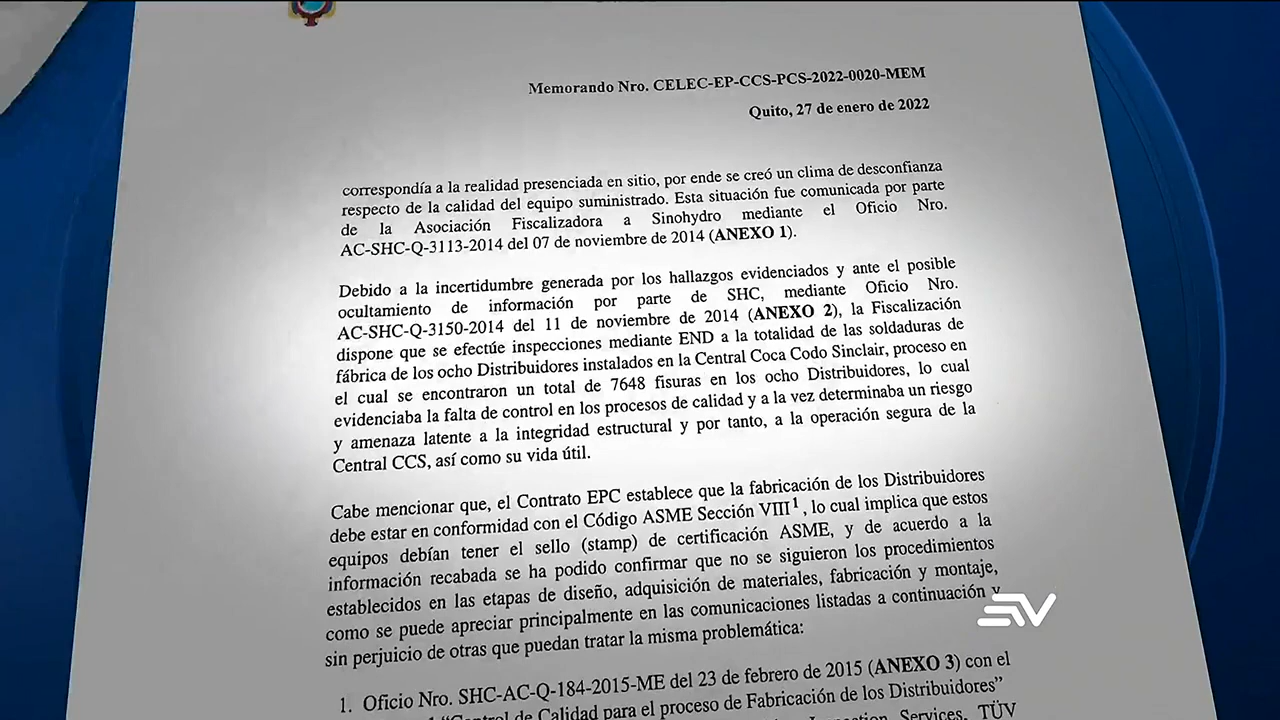 Memorando Nro. CELEC-EP-CCS-PCS-2022-0020-MEM
Quito, 27 de enero de 2022
correspondía a la realidad presenciada en sitio, por ende se creó un clima de desconfianza
respecto de la calidad del equipo suministrado. Esta situación fue comunicada por parte
de la Asociación Fiscalizadora a Sinohydro mediante el Oficio Nro.
AC-SHC-Q-3113-2014 del 07 de noviembre de 2014 (ANEXO 1).
Debido a la incertidumbre generada por los hallazgos evidenciados y ante el posible
ocultamiento de información por parte de SHC, mediante Oficio Nro.
AC-SHC-Q-3150-2014 del 11 de noviembre de 2014 (ANEXO 2), la Fiscalización
dispone que se efectúe inspecciones mediante END a la totalidad de las soldaduras de
fábrica de los ocho Distribuidores instalados en la Central Coca Codo Sinclair, proceso en
el cual se encontraron un total de 7648 fisuras en los ocho Distribuidores, lo cual
evidenciaba la falta de control en los procesos de calidad y a la vez determinaba un riesgo
y amenaza latente a la integridad estructural y por tanto, a la operación segura de la
Central CCS, así como su vida útil.
Cabe mencionar que, el Contrato EPC establece que la fabricación de los Distribuidores
debe estar en conformidad con el Código ASME Sección VIII¹, lo cual implica que estos
equipos debían tener el sello (stamp) de certificación ASME, y de acuerdo a la
información recabada se ha podido confirmar que no se siguieron los procedimientos
establecidos en las etapas de diseño, adquisición de materiales, fabricación y montaje,
como se puede apreciar principalmente en las comunicaciones listadas a continuación y
sin perjuicio de otras que puedan tratar la misma problemática:
1. Oficio Nro. SHC-AC-Q-184-2015-ME del 23 de febrero de 2015 (ANEXO 3) con el
"Control de Calidad para el proceso de Fabricación de los Distribuidores"
Services, TÜV